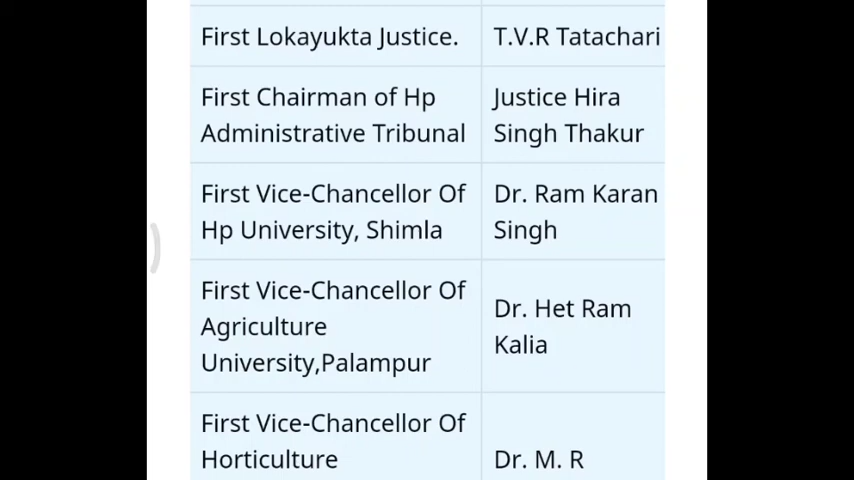 First Lokayukta Justice. T.V.R Tatachari
First Chairman of Hp
Administrative Tribunal
Justice Hira
Singh Thakur
First Vice-Chancellor Of
Hp University, Shimla
Dr. Ram Karan
Singh
First Vice-Chancellor Of
Agriculture
University,Palampur
Dr. Het Ram
Kalia
First Vice-Chancellor Of
Horticulture
Dr. M. R